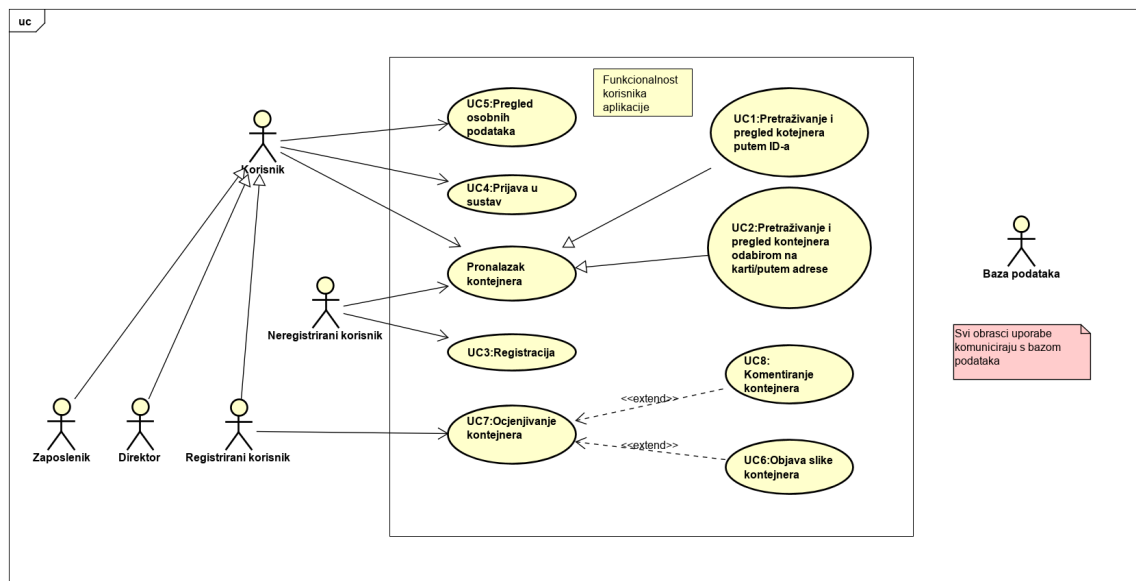 uc
Funkcionalnost
korisnika
aplikacije
UC5:Pregled
osobnih
podataka
UC1:Pretraživanje i
pregled kotejnera
putem ID-a
Korisnik
UC4:Prijava u
sustav
UC2:Pretraživanje i
pregled kontejnera
odabirom na
karti/putem adrese
Pronalazak
kontejnera
Baza podataka
Neregistrirani korisnik
Svi obrasci uporabe
komuniciraju s bazom
podataka
UC3:Registracija
UC8:
Komentiranje
kontejnera
<<extend>>
UC7:Ocjenjivanje
kontejnera
<<extend>>
Zaposlenik
Direktor
Registrirani korisnik
UC6:Objava slike
kontejnera